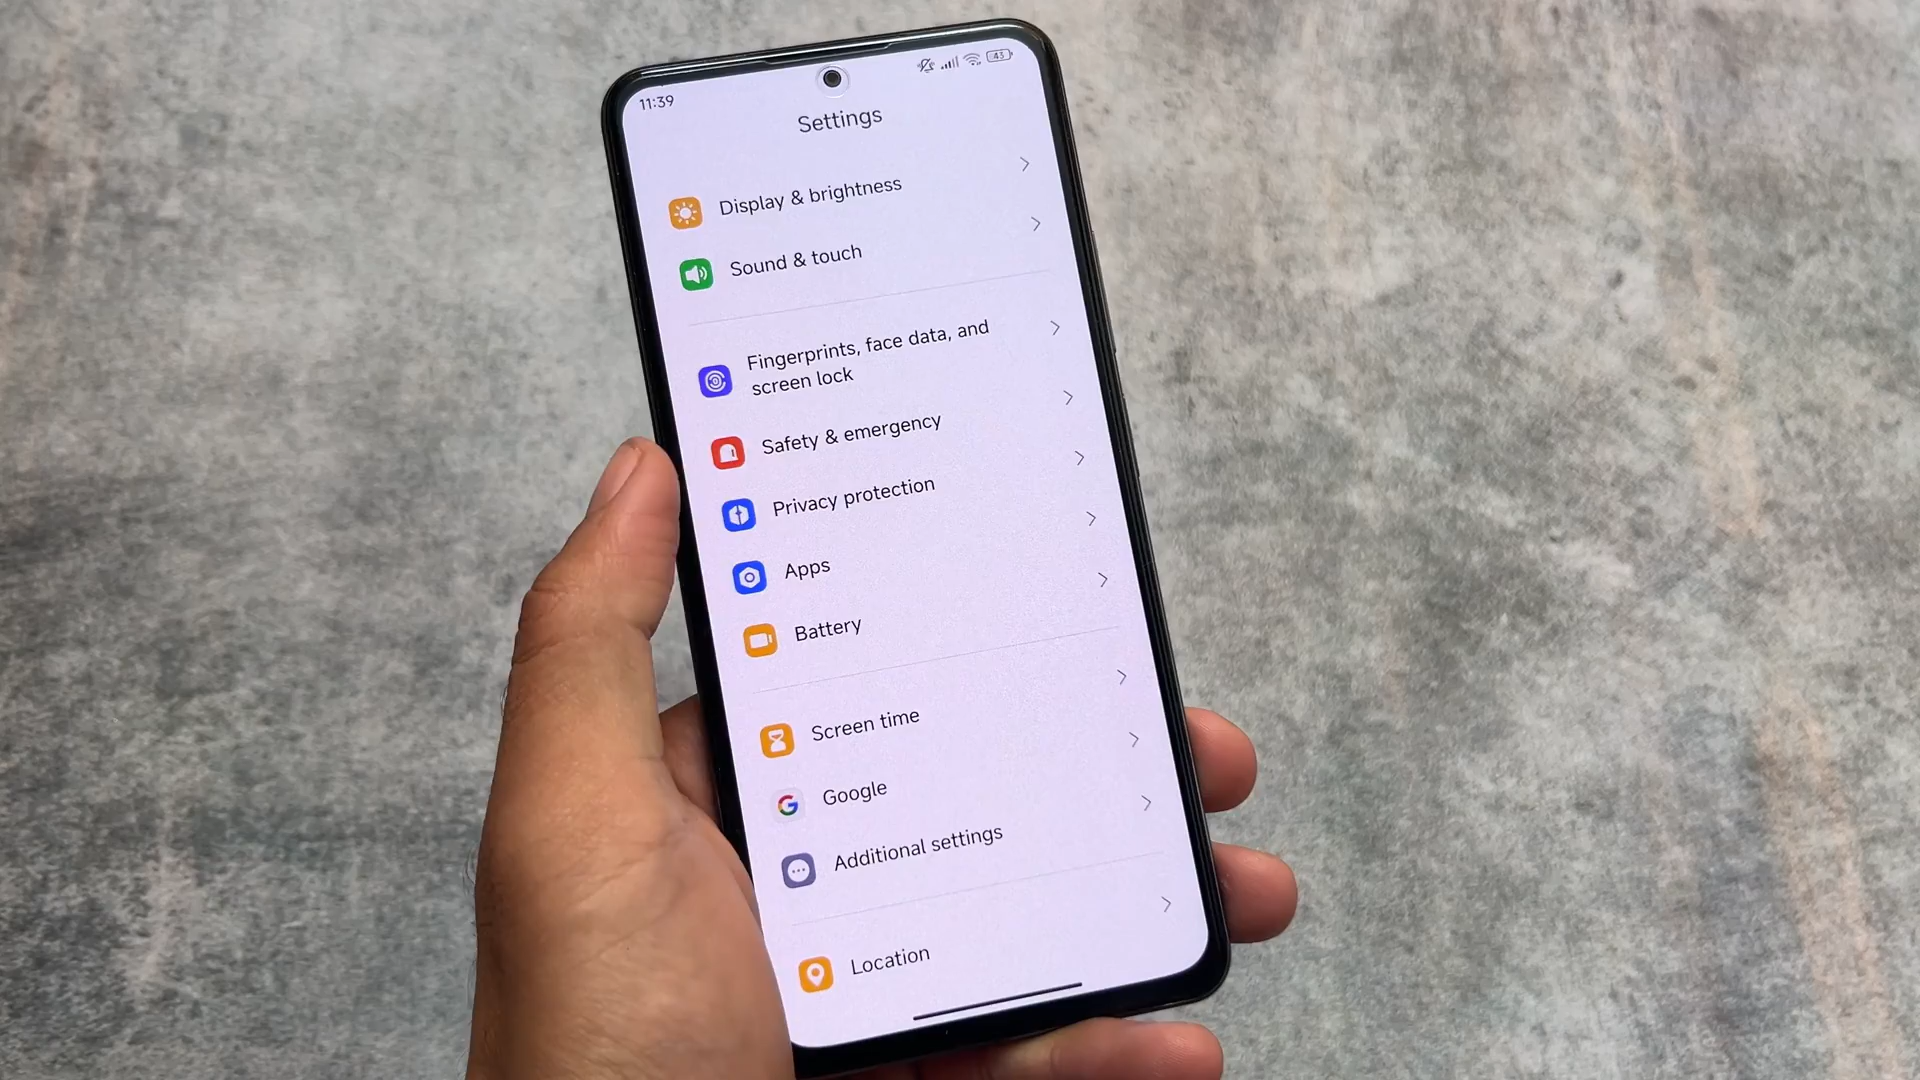 11:39
43
Settings
Display & brightness
Sound & touch
Fingerprints, face data, and
screen lock
Safety & emergency
Privacy protection
Apps
Battery
Screen time
Google
Additional settings
Location